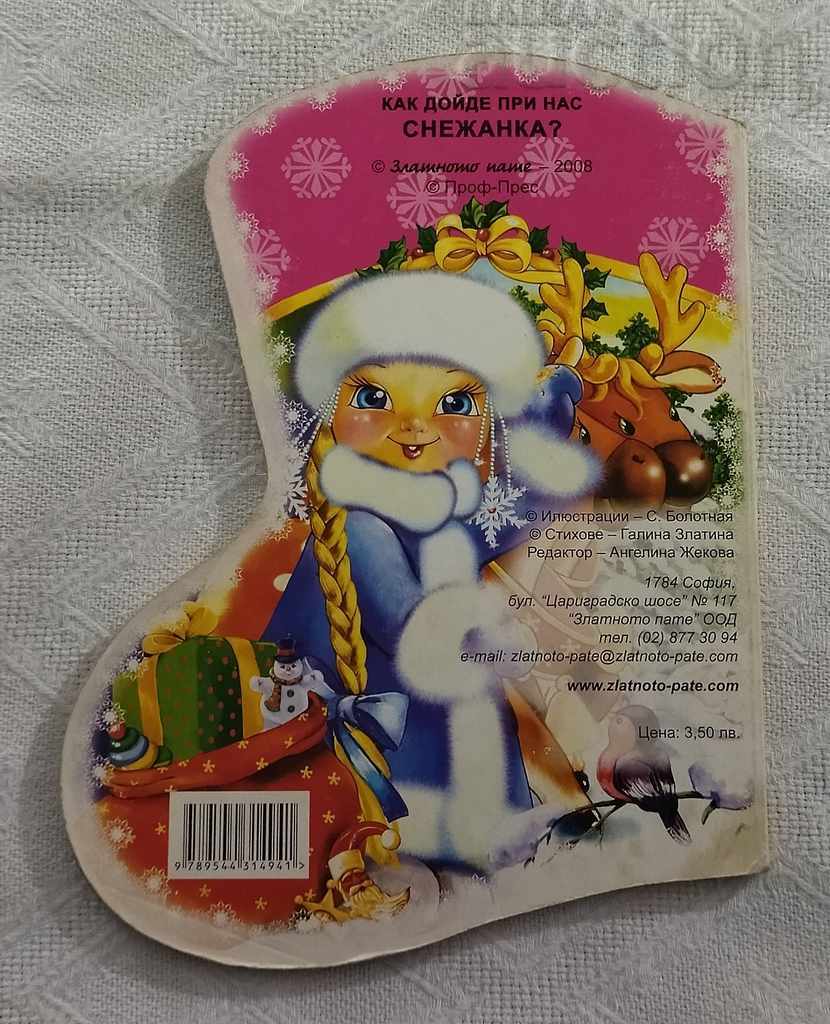 КАК ДОЙДЕ ПРИ НАС
СНЕЖАНКА?
© Златното пате – 2008
© Проф-Прес
© Илюстрации – С. Болотная
© Стихове – Галина Златина
Редактор – Ангелина Жекова
1784 София,
бул. “Цариградско шосе” № 117
“Златното пате” ООД
тел. (02) 877 30 94
e-mail: zlatnoto-pate@zlatnoto-pate.com
www.zlatnoto-pate.com
Цена: 3,50 лв.
9 789544 314941 >